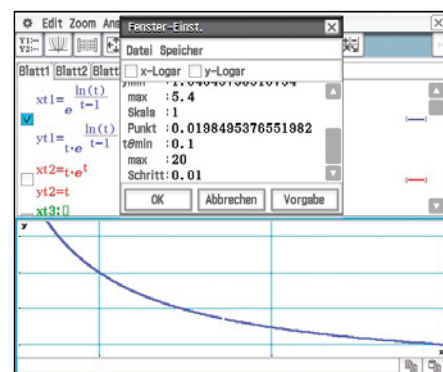 Edit Zoom Ana
Fenster-Einst.
Datei Speicher
x-Logar y-Logar
Blatt1 Blatt2 Blatt
max :5.4
Skala :1
Punkt :0.0198495376551982
tθmin :0.1
max :20
Schritt:0.01
OK Abbrechen Vorgabe
xt1=e^(ln(t)/(t-1))
yt1=t·e^(ln(t)/(t-1))
xt2=t·e^t
yt2=t
xt3:
y
x